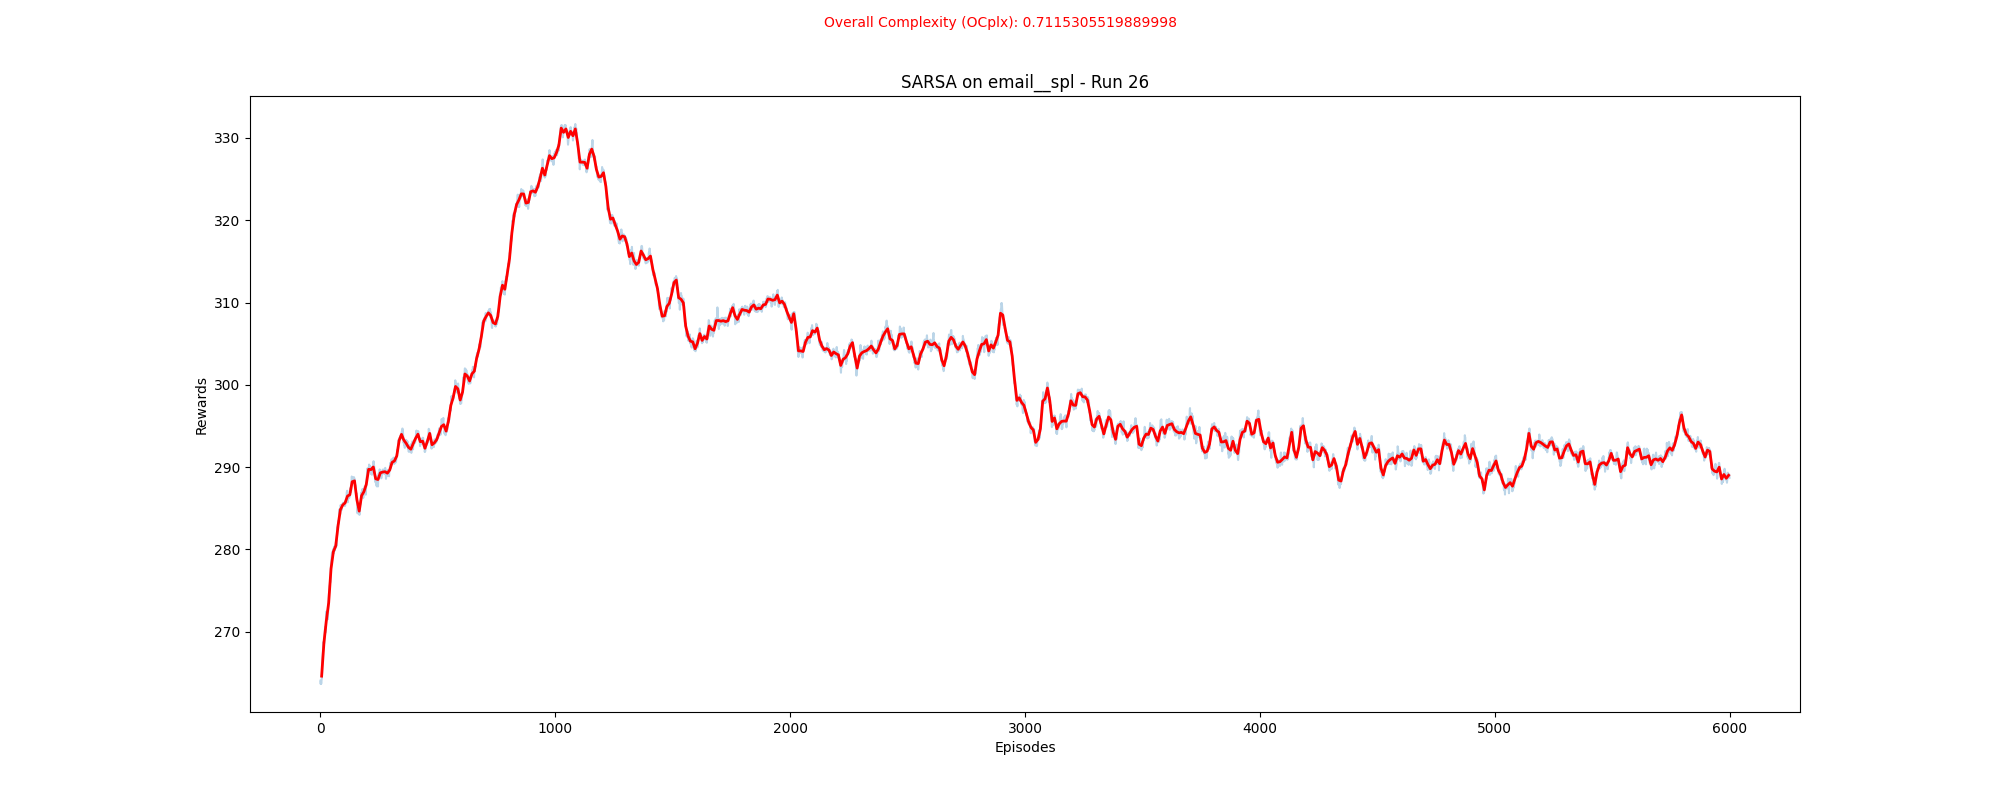 Overall Complexity (OCplx): 0.7115305519889998
SARSA on email__spl - Run 26
330
320
310
300
290
280
270
Rewards
0 1000 2000 3000 4000 5000 6000
Episodes